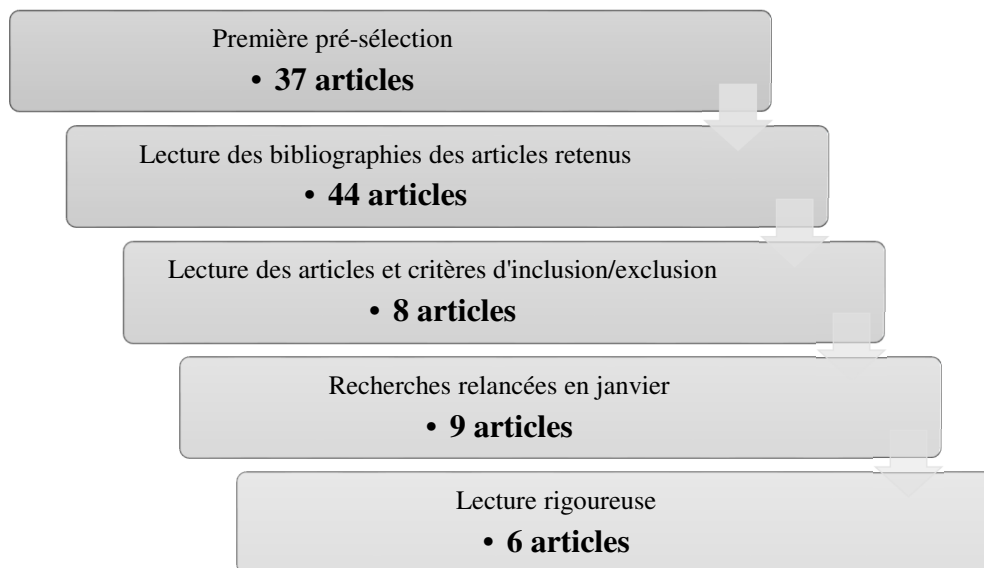 Première pré-sélection
• 37 articles
Lecture des bibliographies des articles retenus
• 44 articles
Lecture des articles et critères d'inclusion/exclusion
• 8 articles
Recherches relancées en janvier
• 9 articles
Lecture rigoureuse
• 6 articles